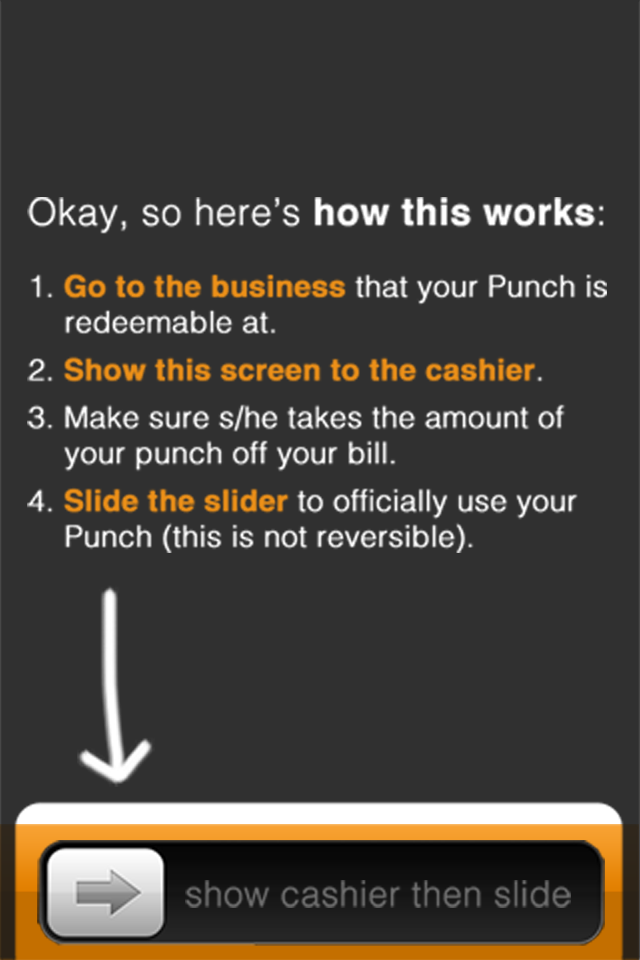 Okay, so here's how this works:
1. Go to the business that your Punch is
redeemable at.
2. Show this screen to the cashier.
3. Make sure s/he takes the amount of
your punch off your bill.
4. Slide the slider to officially use your
Punch (this is not reversible).
show cashier then slide